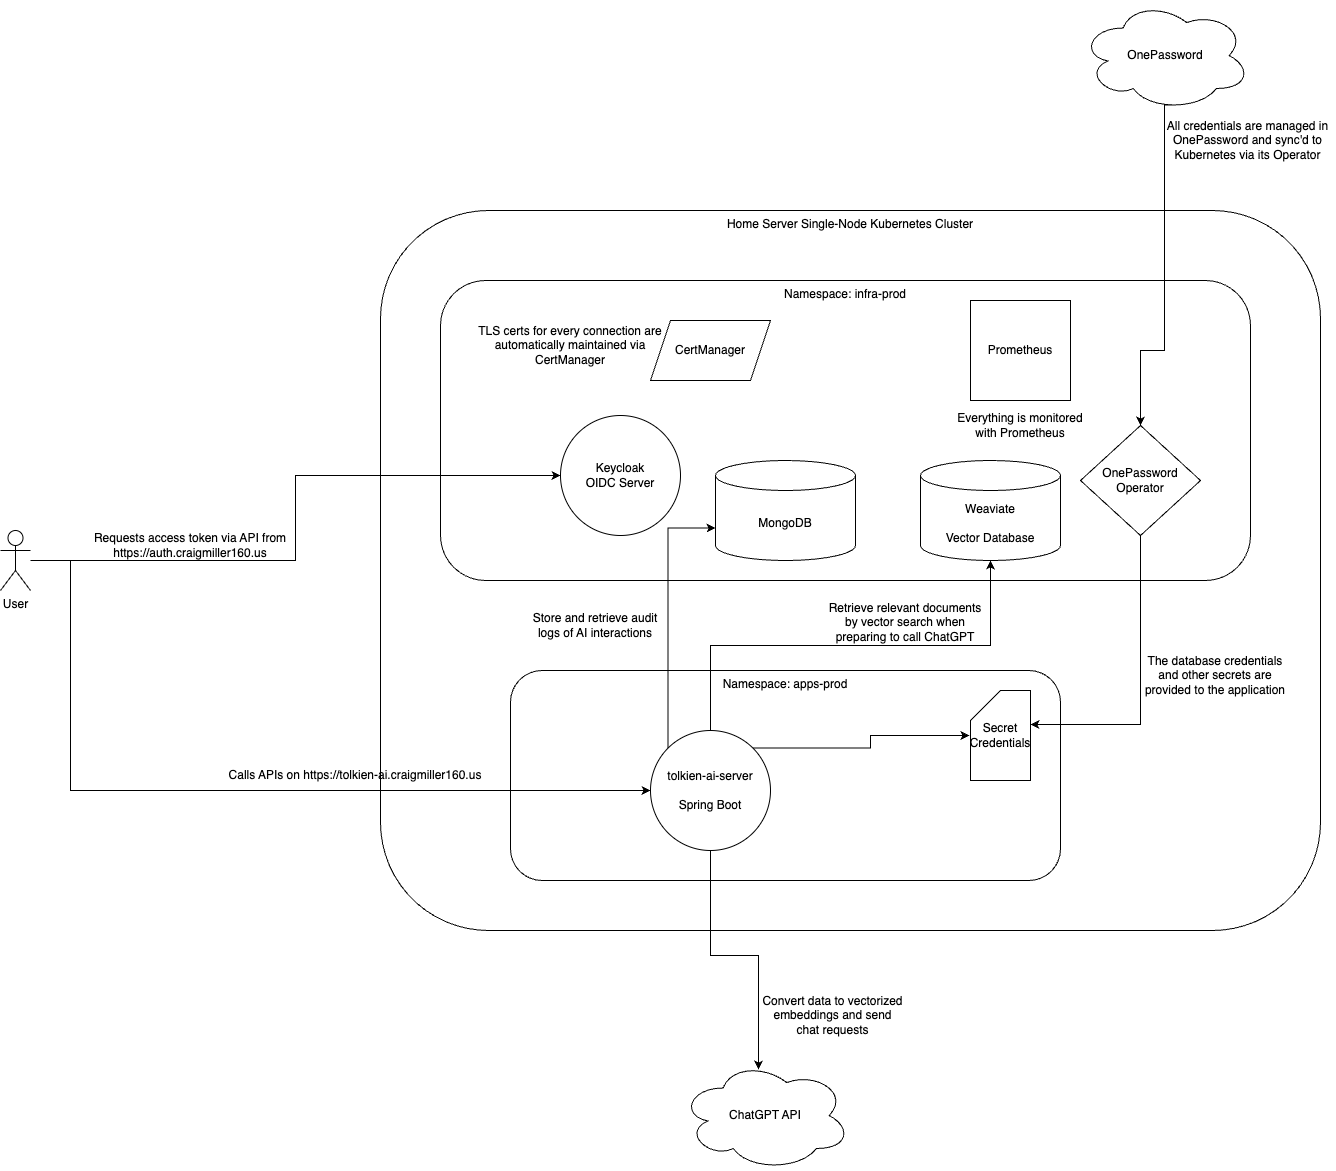 OnePassword
All credentials are managed in
OnePassword and sync'd to
Kubernetes via its Operator
Home Server Single-Node Kubernetes Cluster
Namespace: infra-prod
TLS certs for every connection are
automatically maintained via
CertManager
CertManager
Prometheus
Everything is monitored
with Prometheus
Keycloak
OIDC Server
MongoDB
Weaviate
Vector Database
OnePassword
Operator
Requests access token via API from
https://auth.craigmiller160.us
User
Store and retrieve audit
logs of AI interactions
Retrieve relevant documents
by vector search when
preparing to call ChatGPT
The database credentials
and other secrets are
provided to the application
Namespace: apps-prod
Secret
Credentials
Calls APIs on https://tolkien-ai.craigmiller160.us
tolkien-ai-server
Spring Boot
Convert data to vectorized
embeddings and send
chat requests
ChatGPT API